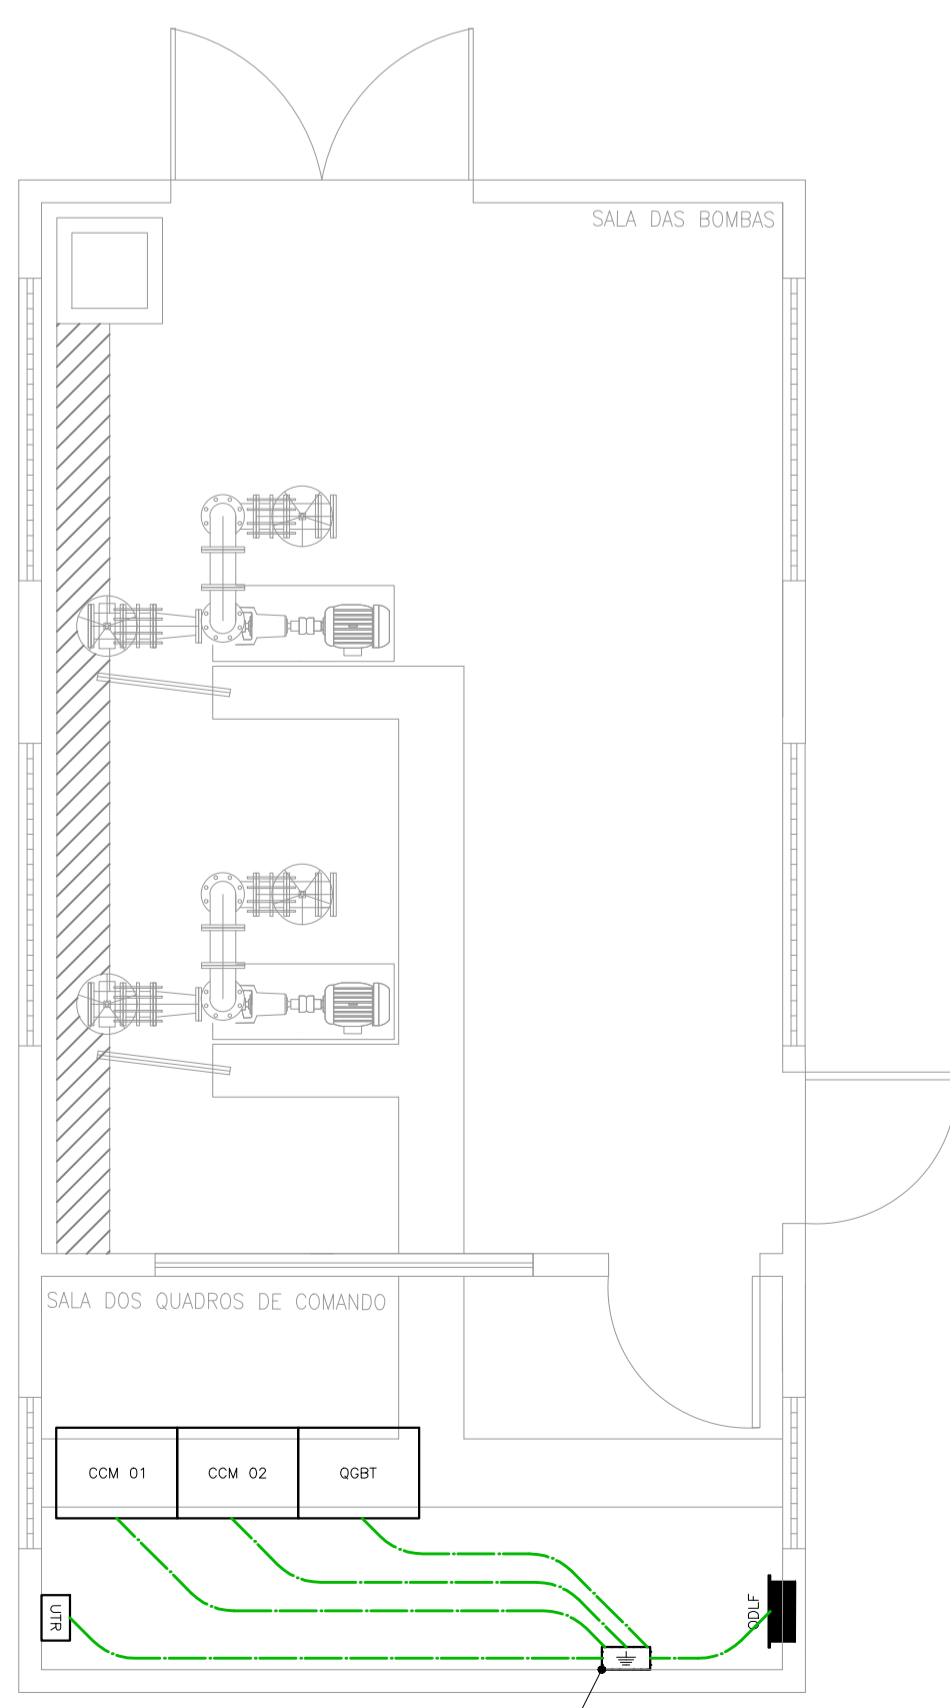 SALA DAS BOMBAS
SALA DOS QUADROS DE COMANDO
CCM 01
CCM 02
QGBT
UTR
QDLF